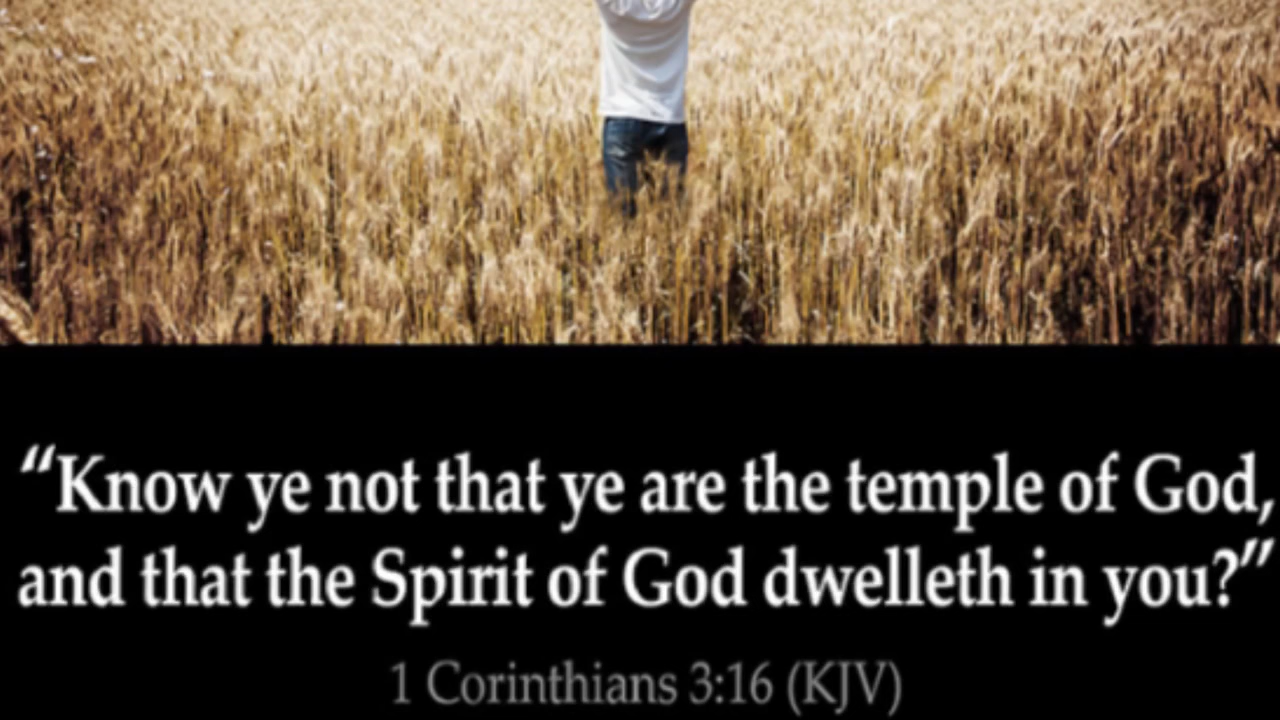 “Know ye not that ye are the temple of God,
and that the Spirit of God dwelleth in you?”
1 Corinthians 3:16 (KJV)